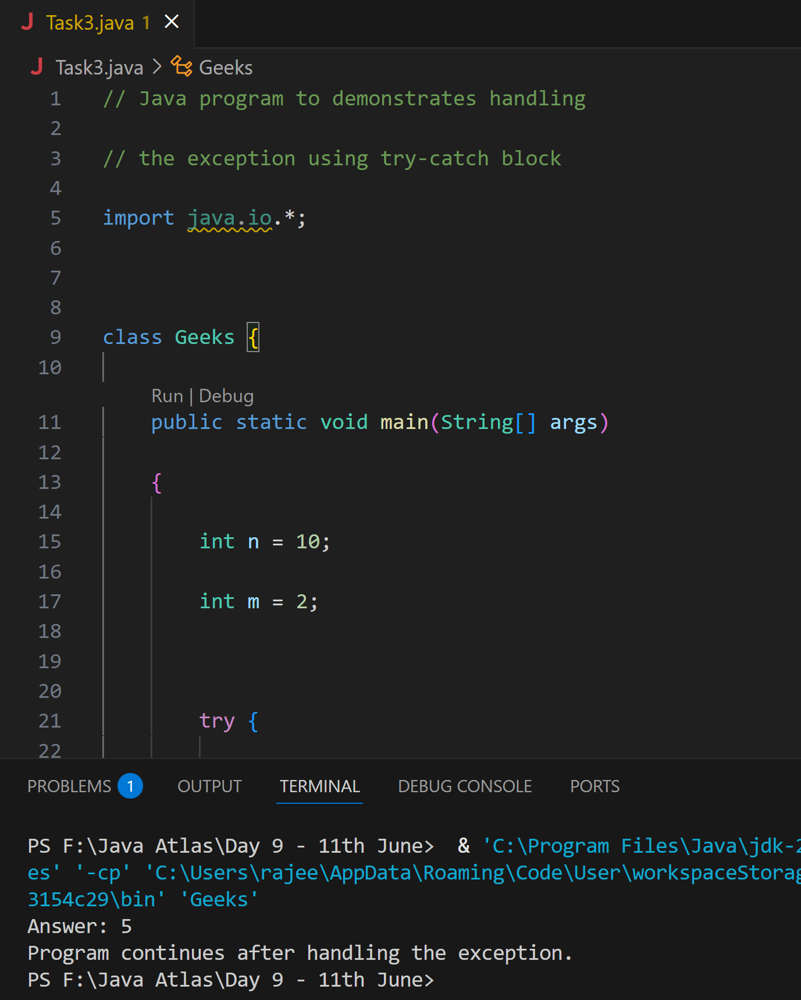 J Task3.java 1 ×
J Task3.java > Geeks
1 // Java program to demonstrates handling
2
3 // the exception using try-catch block
4
5 import java.io.*;
6
7
8
9 class Geeks {
10
Run | Debug
11 public static void main(String[] args)
12
13 {
14
15 int n = 10;
16
17 int m = 2;
18
19
20
21 try {
22
PROBLEMS 1 OUTPUT TERMINAL DEBUG CONSOLE PORTS
PS F:\Java Atlas\Day 9 - 11th June> & 'C:\Program Files\Java\jdk-2
es' '-cp' 'C:\Users\rajee\AppData\Roaming\Code\User\workspaceStorag
3154c29\bin' 'Geeks'
Answer: 5
Program continues after handling the exception.
PS F:\Java Atlas\Day 9 - 11th June>